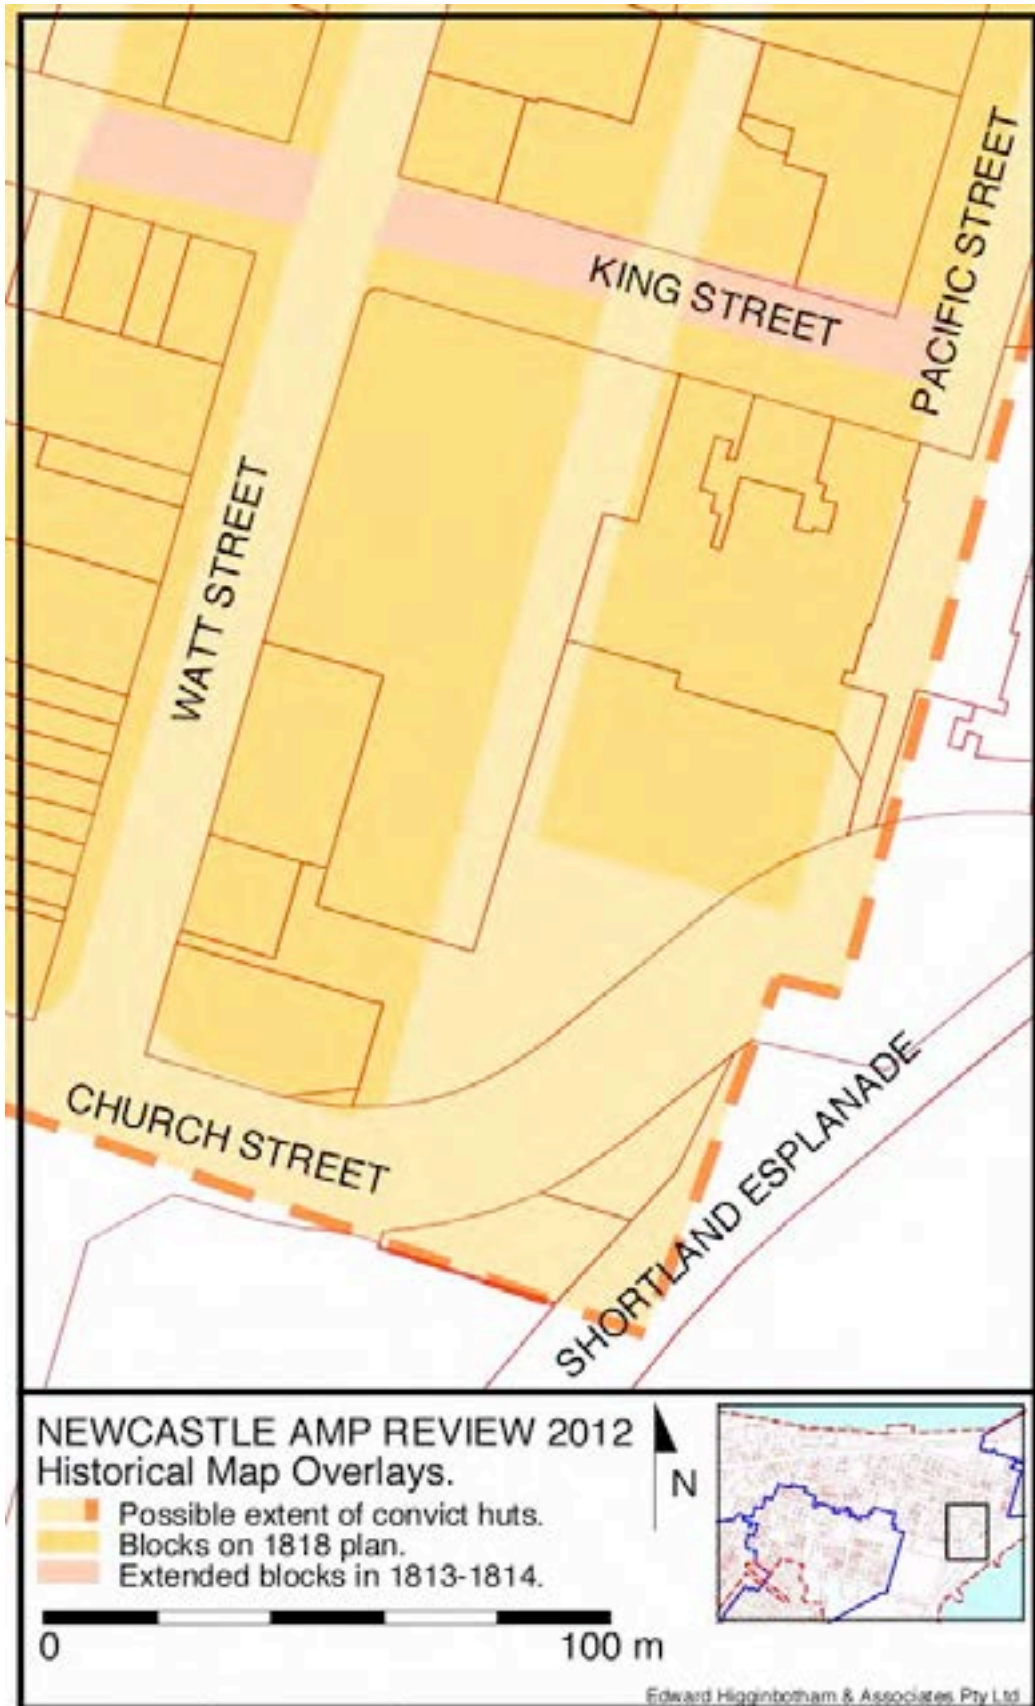 KING STREET
PACIFIC STREET
WATT STREET
CHURCH STREET
SHORTLAND ESPLANADE
NEWCASTLE AMP REVIEW 2012
Historical Map Overlays.
Possible extent of convict huts.
Blocks on 1818 plan.
Extended blocks in 1813-1814.
N
0 100 m
Edward Higginbotham & Associates Pty Ltd